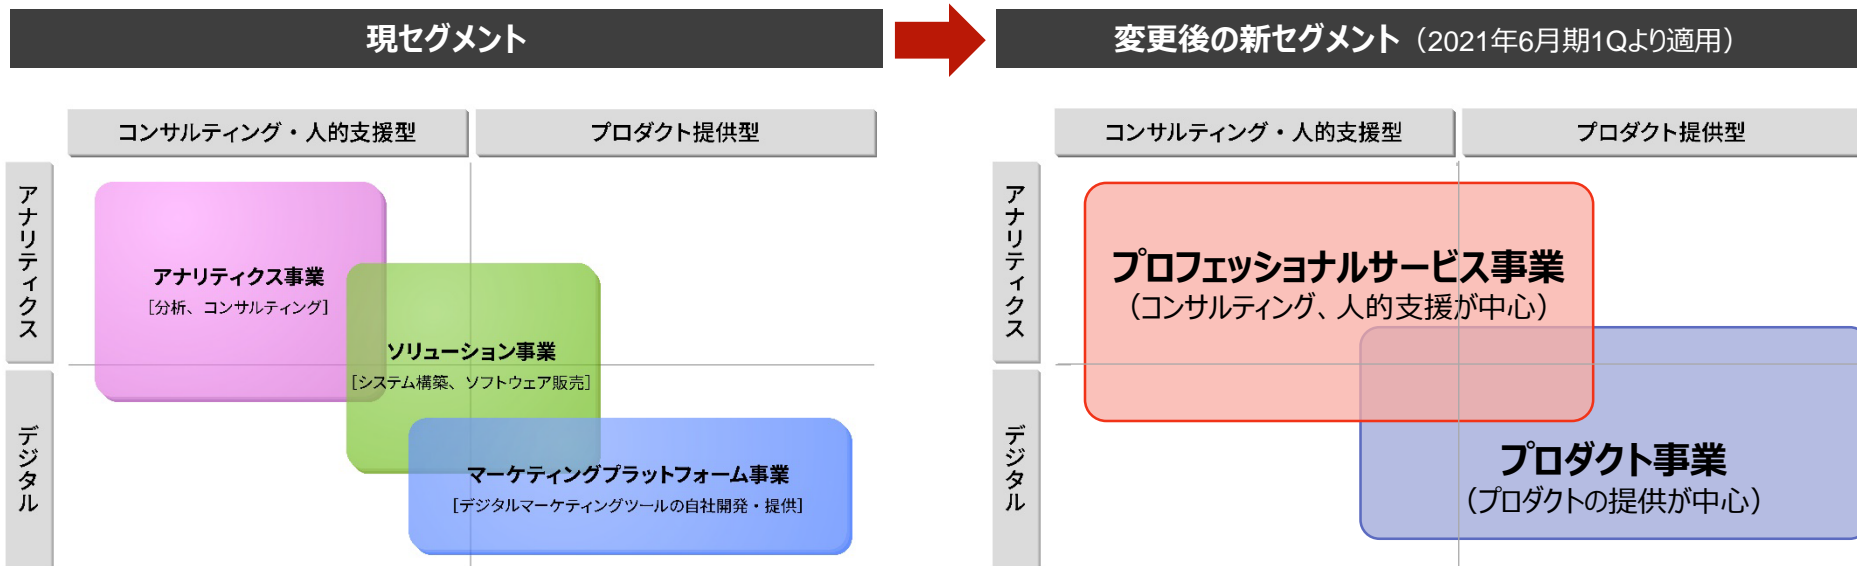 現セグメント
変更後の新セグメント（2021年6月期1Qより適用）
コンサルティング・人的支援型
プロダクト提供型
アナリティクス
デジタル
アナリティクス事業
［分析、コンサルティング］
ソリューション事業
［システム構築、ソフトウェア販売］
マーケティングプラットフォーム事業
［デジタルマーケティングツールの自社開発・提供］
コンサルティング・人的支援型
プロダクト提供型
アナリティクス
デジタル
プロフェッショナルサービス事業
（コンサルティング、人的支援が中心）
プロダクト事業
（プロダクトの提供が中心）